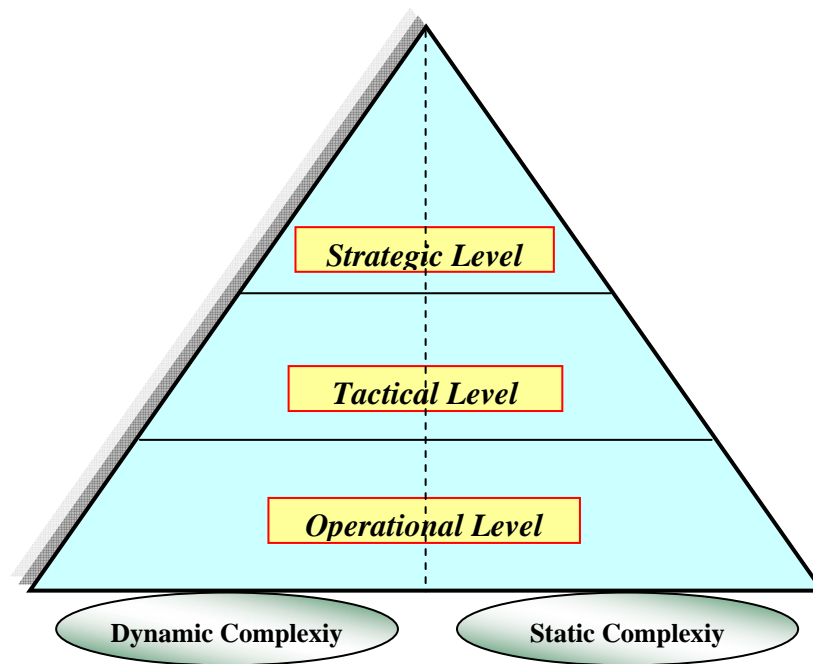 Strategic Level
Tactical Level
Operational Level
Dynamic Complexiy
Static Complexiy